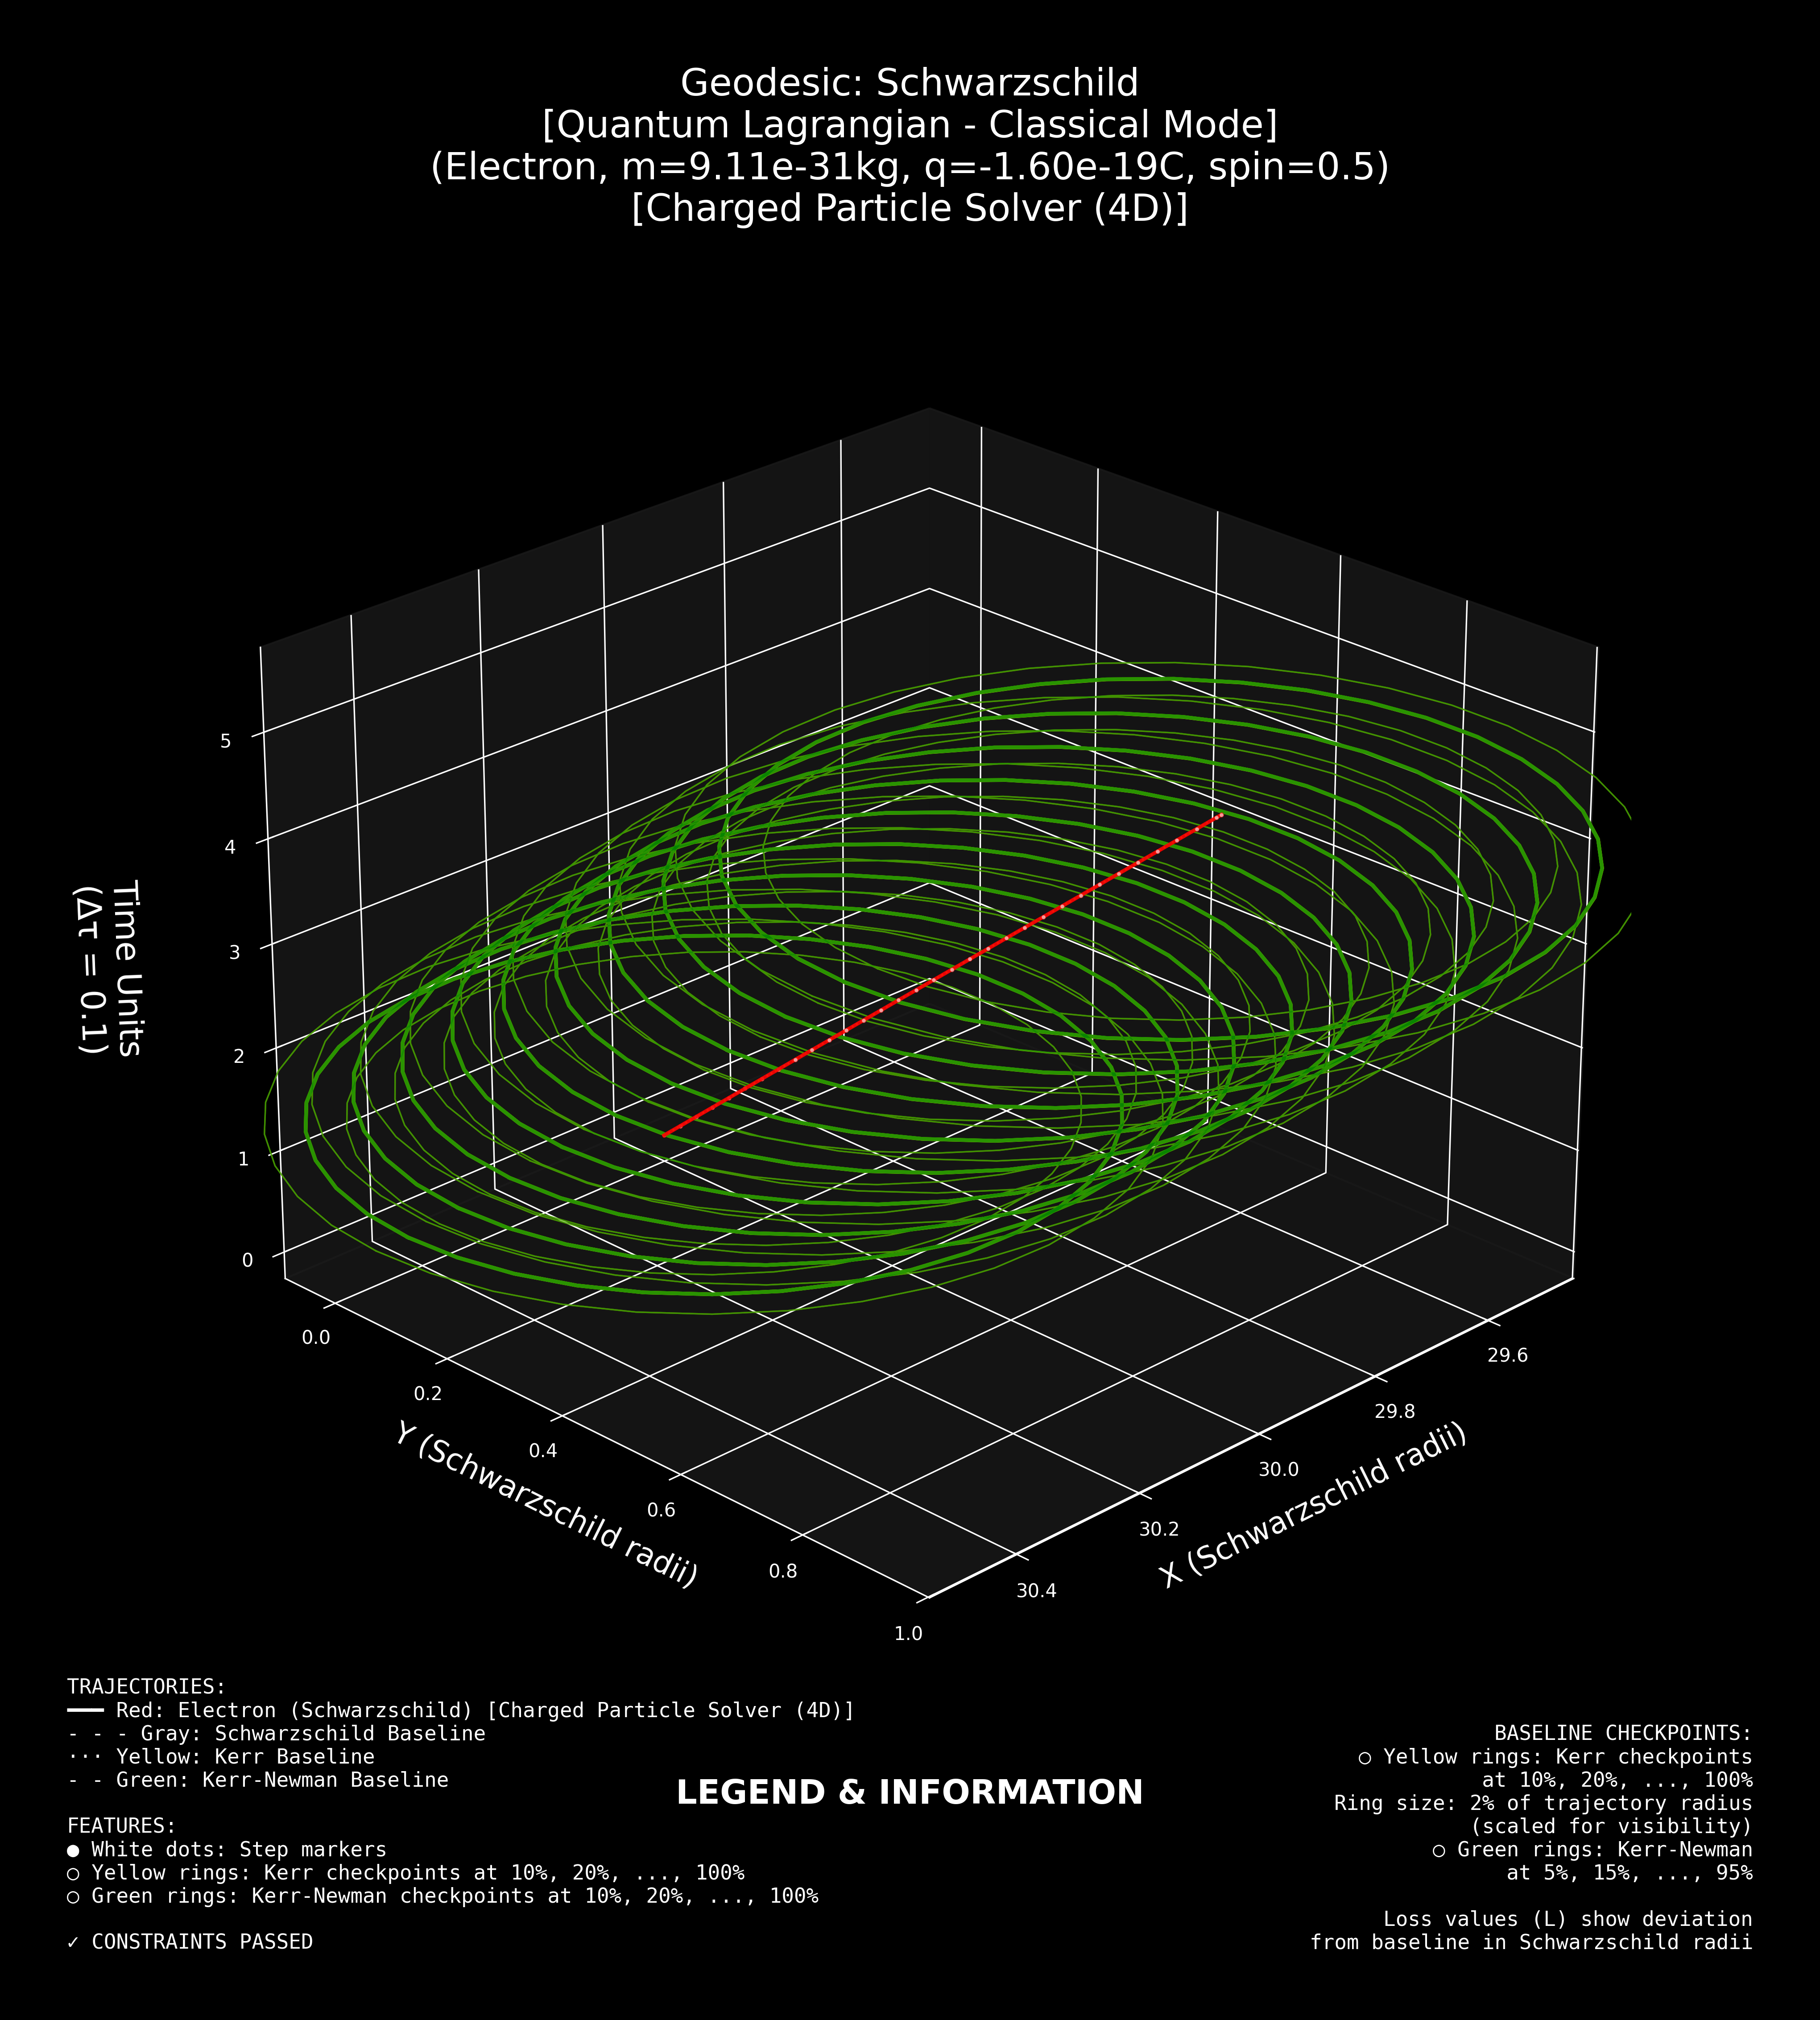 Geodesic: Schwarzschild
[Quantum Lagrangian - Classical Mode]
(Electron, m=9.11e-31kg, q=-1.60e-19C, spin=0.5)
[Charged Particle Solver (4D)]
5
4
3
2
1
0
Time Units
(Δτ = 0.1)
0.0
0.2
0.4
0.6
0.8
1.0
Y (Schwarzschild radii)
29.6
29.8
30.0
30.2
30.4
X (Schwarzschild radii)
TRAJECTORIES:
━━━ Red: Electron (Schwarzschild) [Charged Particle Solver (4D)]
- - - Gray: Schwarzschild Baseline
··· Yellow: Kerr Baseline
- - Green: Kerr-Newman Baseline
FEATURES:
● White dots: Step markers
○ Yellow rings: Kerr checkpoints at 10%, 20%, ..., 100%
○ Green rings: Kerr-Newman checkpoints at 10%, 20%, ..., 100%
✓ CONSTRAINTS PASSED
LEGEND & INFORMATION
BASELINE CHECKPOINTS:
○ Yellow rings: Kerr checkpoints
at 10%, 20%, ..., 100%
Ring size: 2% of trajectory radius
(scaled for visibility)
○ Green rings: Kerr-Newman
at 5%, 15%, ..., 95%
Loss values (L) show deviation
from baseline in Schwarzschild radii